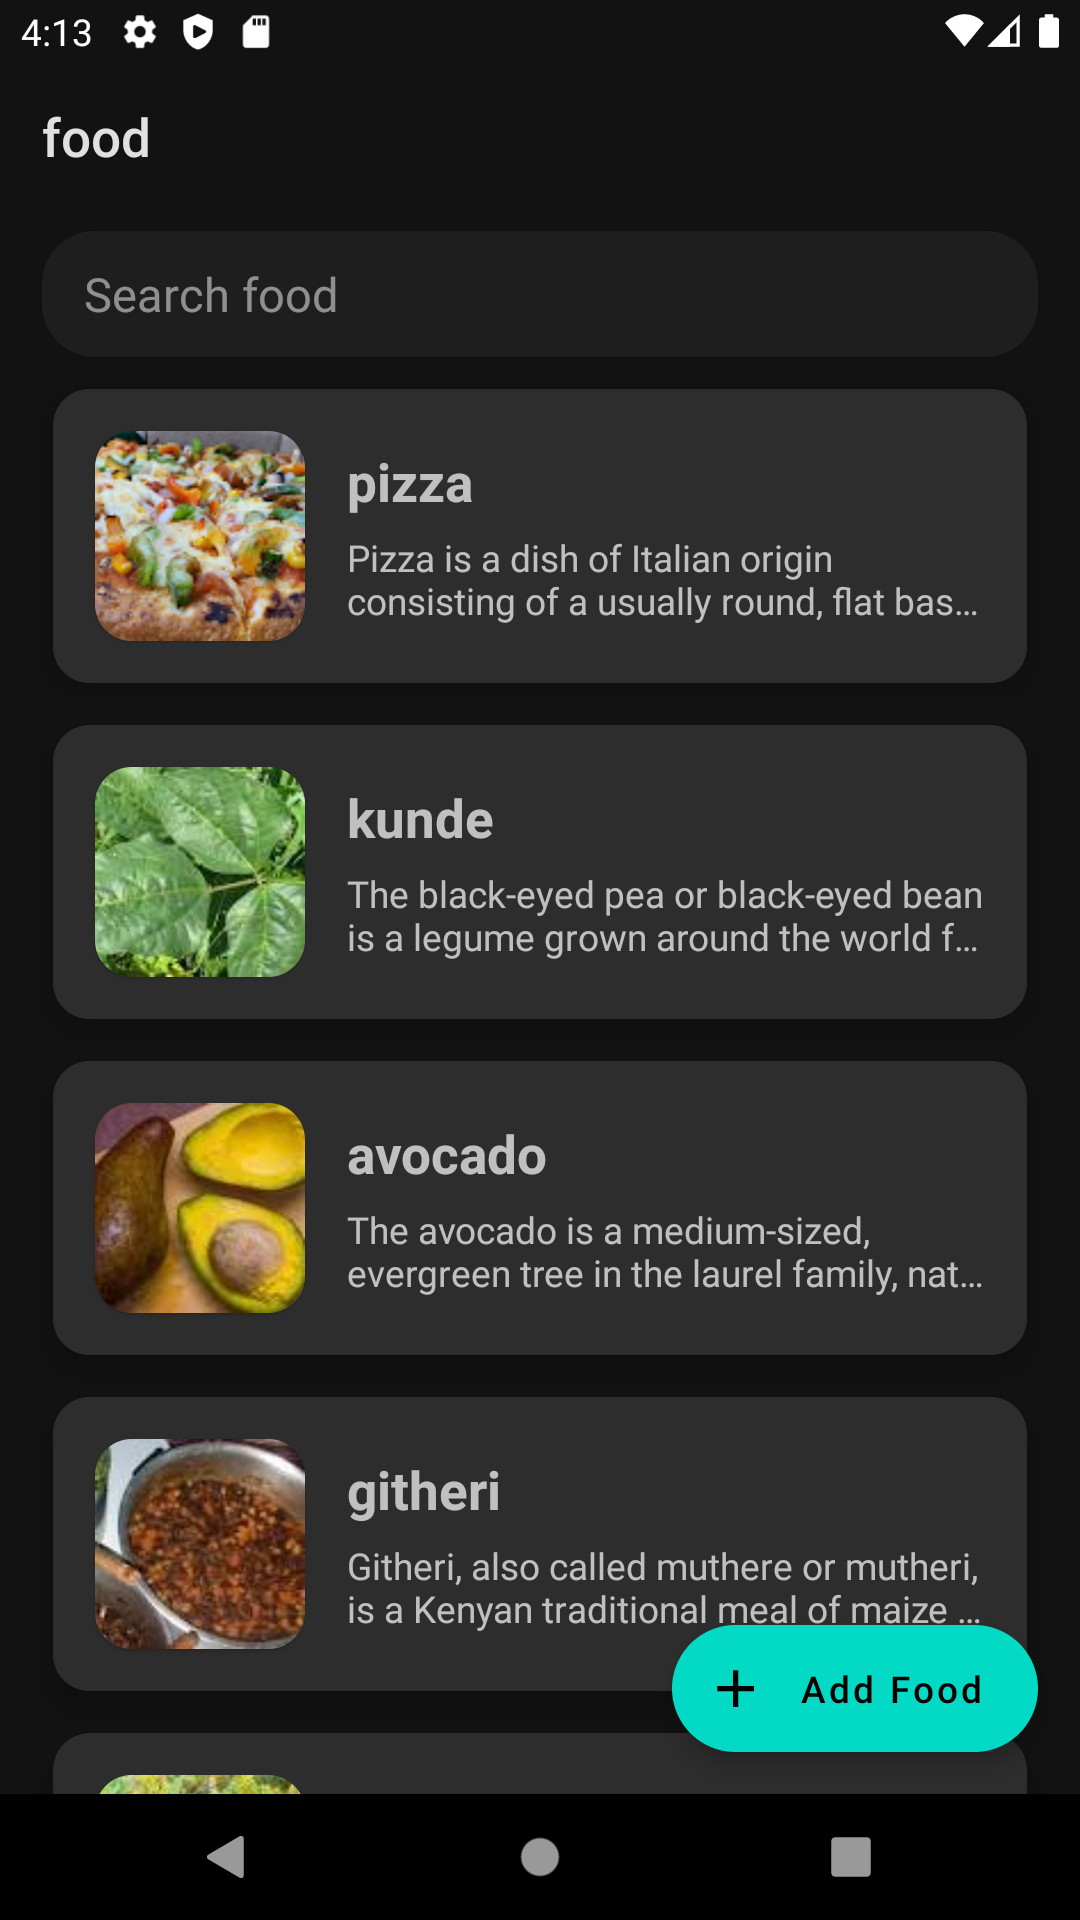 4:13
food
Search food
pizza
Pizza is a dish of Italian origin
consisting of a usually round, flat bas…
kunde
The black-eyed pea or black-eyed bean
is a legume grown around the world f…
avocado
The avocado is a medium-sized,
evergreen tree in the laurel family, nat…
githeri
Githeri, also called muthere or mutheri,
is a Kenyan traditional meal of maize …
Add Food